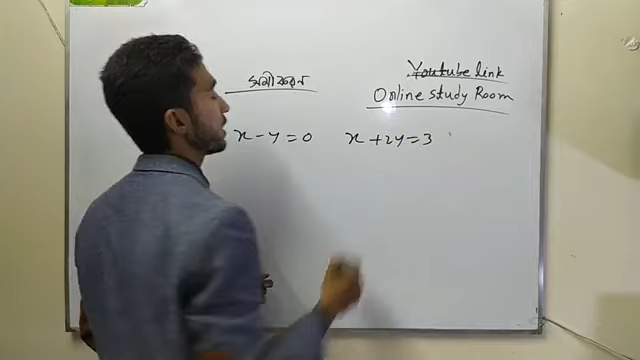 সমীকরণ
Youtube link
Online Study Room
x - y = 0
x + 2y = 3